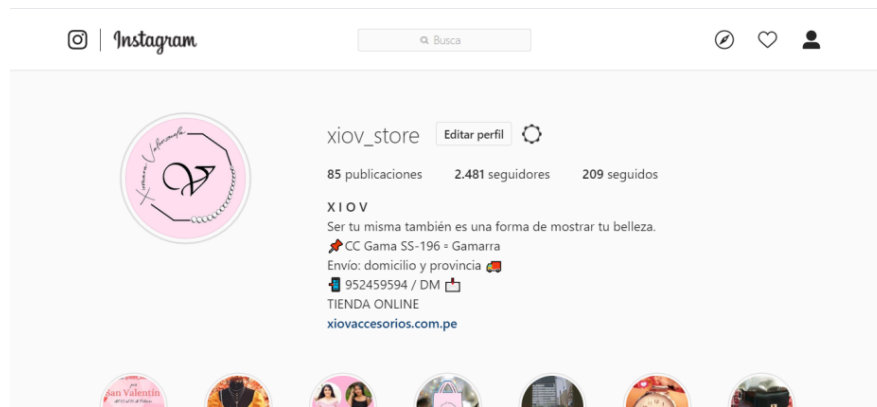 Instagram
Busca
xiov_store Editar perfil
85 publicaciones 2.481 seguidores 209 seguidos
X I O V
Ser tu misma también es una forma de mostrar tu belleza.
📌CC Gama SS-196 ▫ Gamarra
Envío: domicilio y provincia 🚚
📲 952459594 / DM 📩
TIENDA ONLINE
xiovaccesorios.com.pe
San Valentín